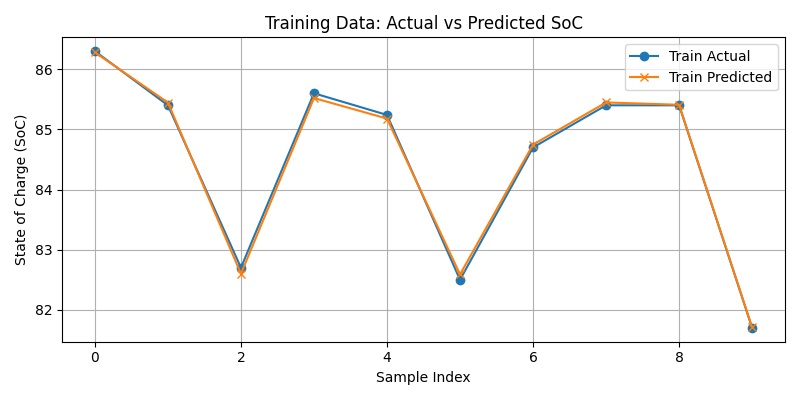 Training Data: Actual vs Predicted SoC
Train Actual
Train Predicted
State of Charge (SoC)
86
85
84
83
82
0 2 4 6 8
Sample Index